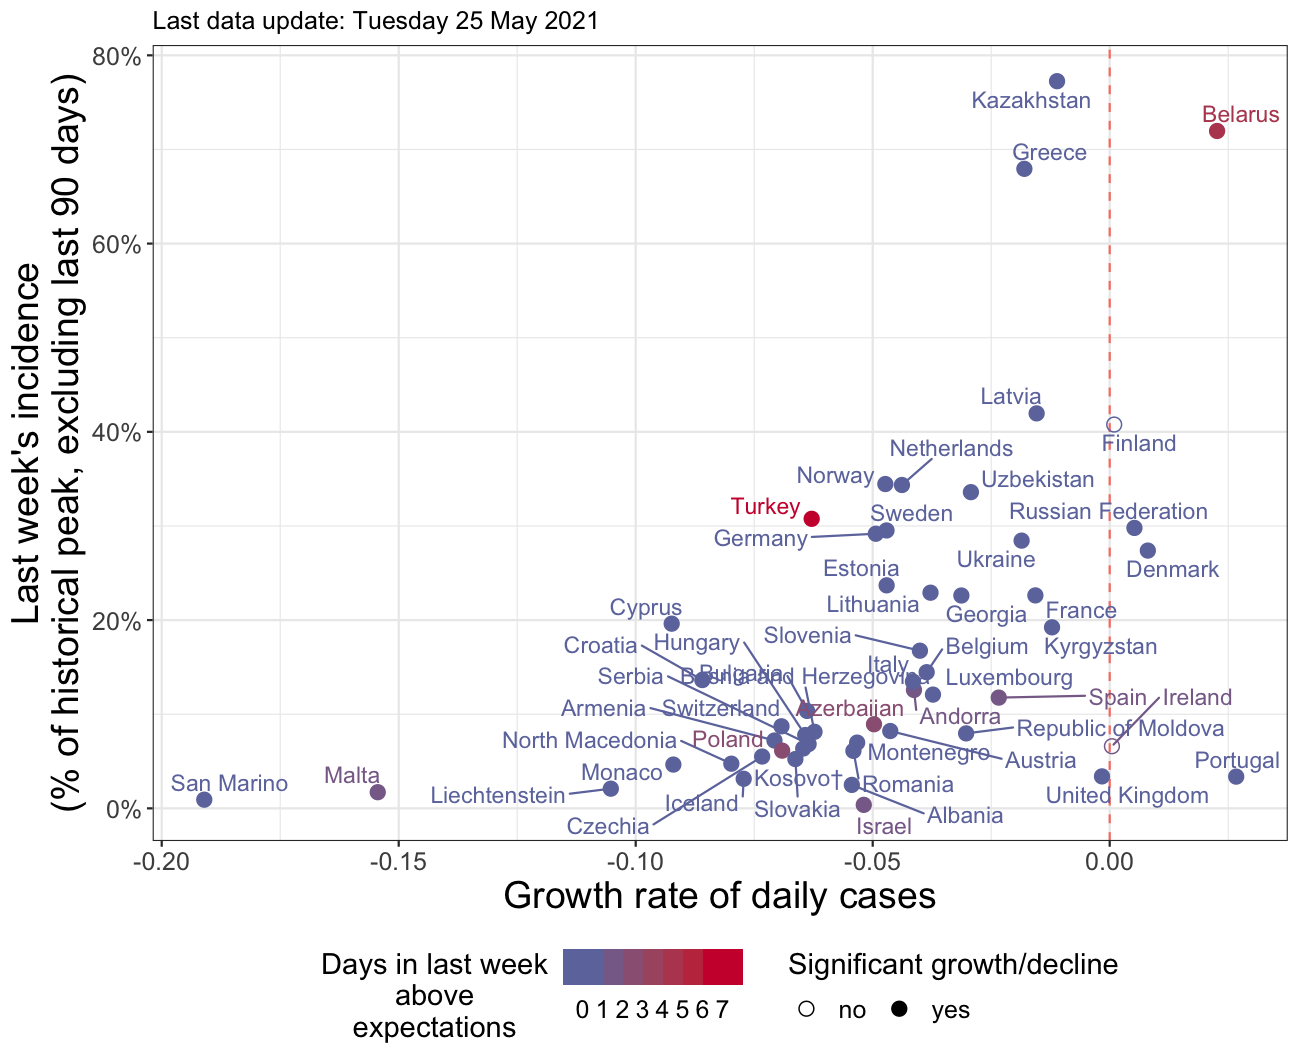 Last data update: Tuesday 25 May 2021
Last week's incidence
(% of historical peak, excluding last 90 days)
80%
60%
40%
20%
0%
Kazakhstan
Belarus
Greece
Latvia
Finland
Netherlands
Norway
Uzbekistan
Turkey
Sweden
Russian Federation
Germany
Ukraine
Denmark
Estonia
Lithuania
Georgia
France
Cyprus
Croatia
Hungary
Slovenia
Belgium
Kyrgyzstan
Italy
Serbia
Bulgaria
Bosnia and Herzegovina
Luxembourg
Armenia
Switzerland
Azerbaijan
Andorra
Spain
Ireland
North Macedonia
Poland
Republic of Moldova
Montenegro
Austria
Portugal
San Marino
Malta
Monaco
Kosovo†
Romania
Liechtenstein
Iceland
Slovakia
United Kingdom
Czechia
Israel
Albania
-0.20
-0.15
-0.10
-0.05
0.00
Growth rate of daily cases
Days in last week
above
expectations
0 1 2 3 4 5 6 7
Significant growth/decline
no
yes